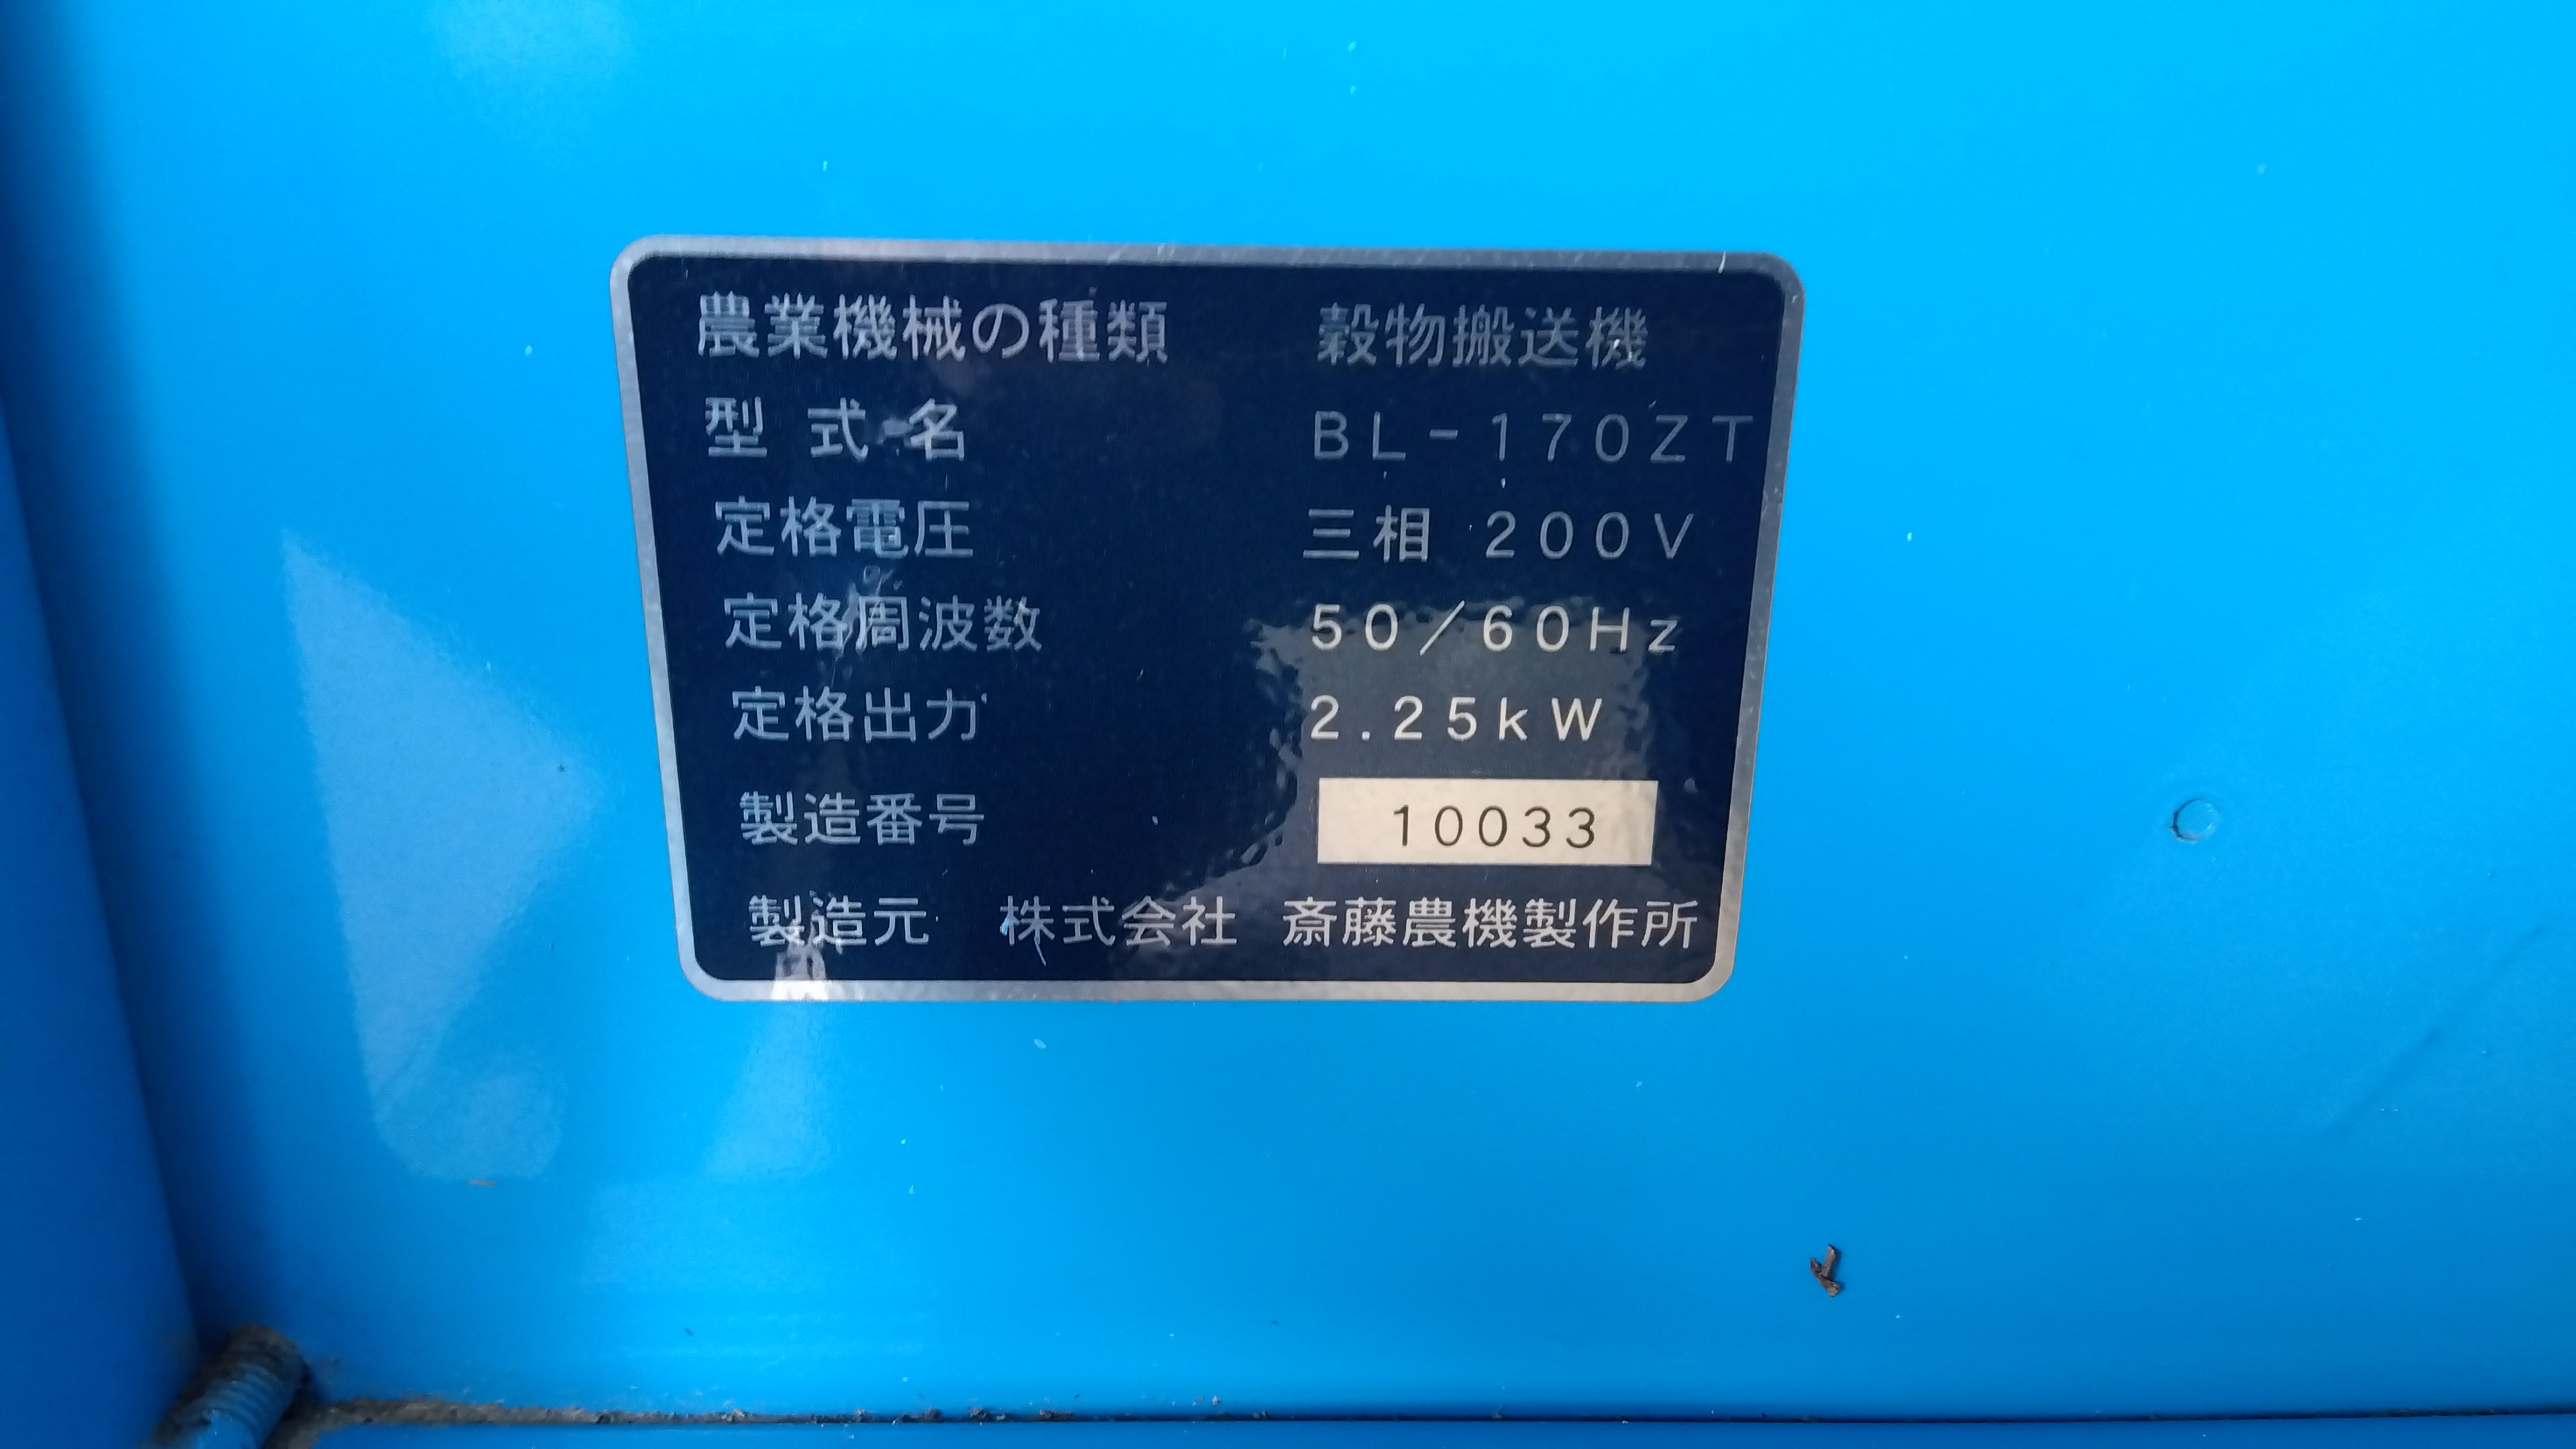 農業機械の種類 穀物搬送機
型式名 BL-170ZT
定格電圧 三相 200V
定格周波数 50/60Hz
定格出力 2.25kW
製造番号 10033
製造元 株式会社 斎藤農機製作所